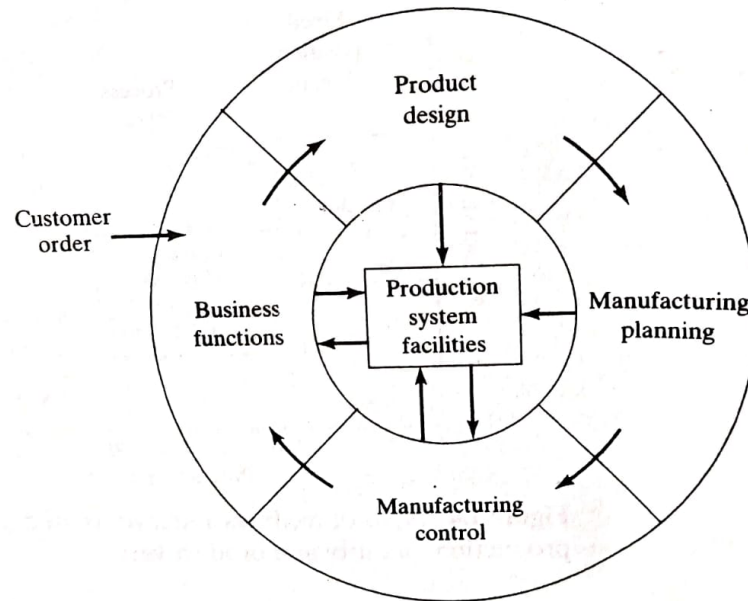 Product
design
Customer
order
Business
functions
Production
system
facilities
Manufacturing
planning
Manufacturing
control